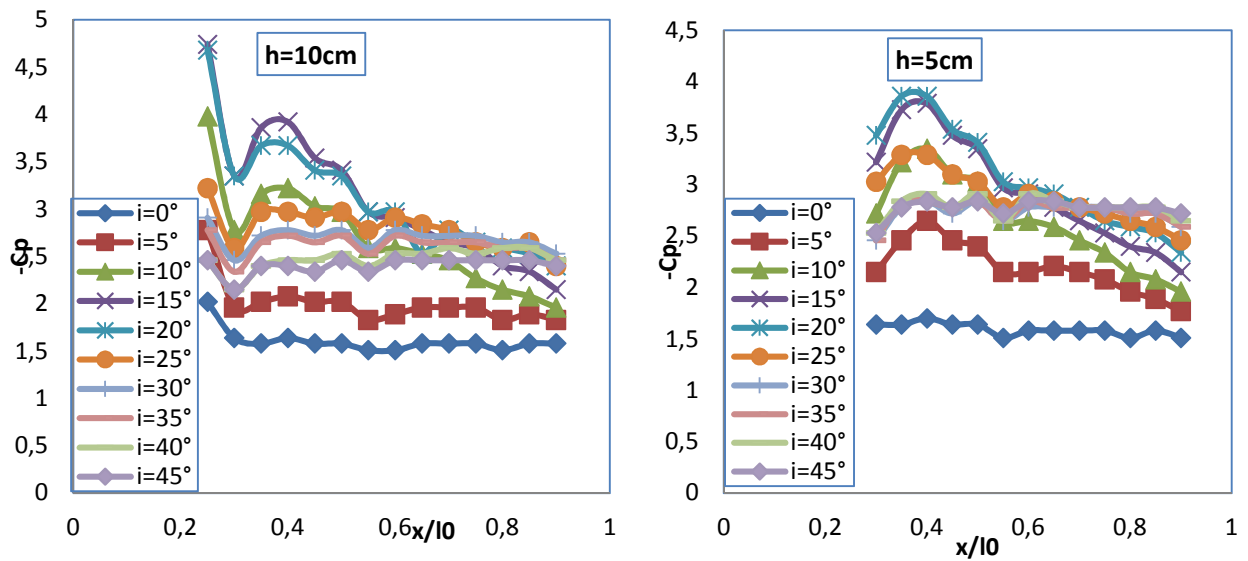 h=10cm
-Cp
5
4,5
4
3,5
3
2,5
2
1,5
1
0,5
0
i=0°
i=5°
i=10°
i=15°
i=20°
i=25°
i=30°
i=35°
i=40°
i=45°
0 0,2 0,4 0,6 0,8 1
x/l0
h=5cm
-Cp
4,5
4
3,5
3
2,5
2
1,5
1
0,5
0
i=0°
i=5°
i=10°
i=15°
i=20°
i=25°
i=30°
i=35°
i=40°
i=45°
0 0,2 0,4 0,6 0,8 1
x/l0